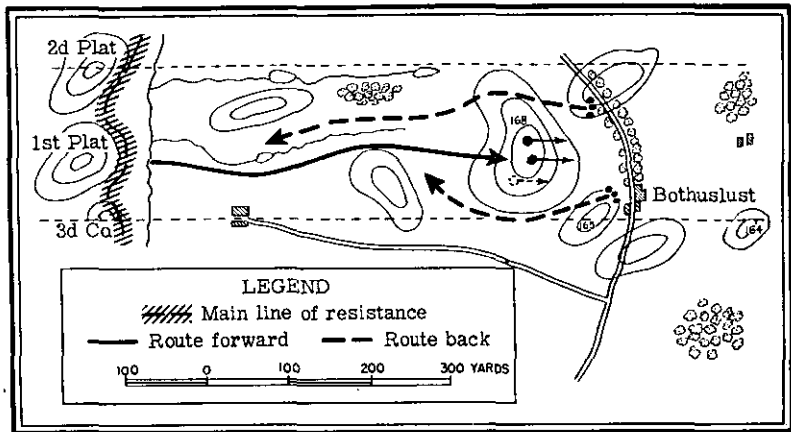 2d Plat
1st Plat
168
Bothuslust
3d Co
165
164
LEGEND
Main line of resistance
Route forward Route back
100 0 100 200 300 YARDS